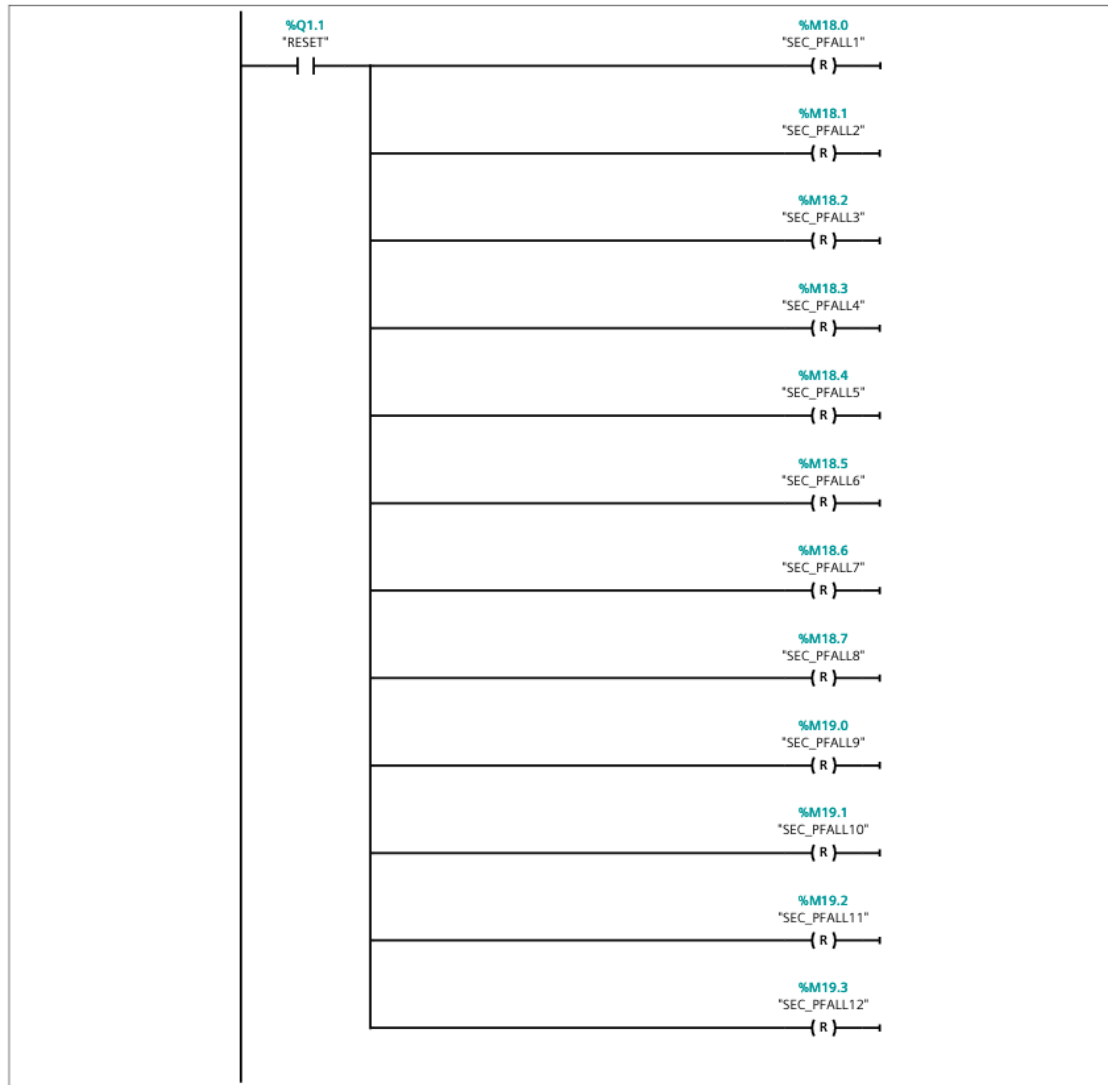 %Q1.1
"RESET"
%M18.0
"SEC_PFALL1"
( R )
%M18.1
"SEC_PFALL2"
( R )
%M18.2
"SEC_PFALL3"
( R )
%M18.3
"SEC_PFALL4"
( R )
%M18.4
"SEC_PFALL5"
( R )
%M18.5
"SEC_PFALL6"
( R )
%M18.6
"SEC_PFALL7"
( R )
%M18.7
"SEC_PFALL8"
( R )
%M19.0
"SEC_PFALL9"
( R )
%M19.1
"SEC_PFALL10"
( R )
%M19.2
"SEC_PFALL11"
( R )
%M19.3
"SEC_PFALL12"
( R )